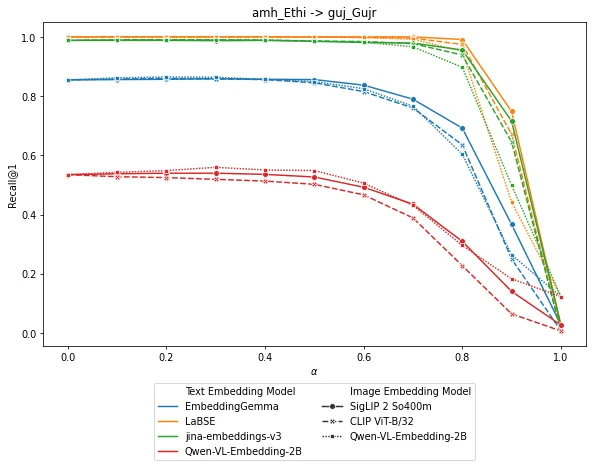 amh_Ethi -> guj_Gujr
1.0
0.8
0.6
0.4
0.2
0.0
Recall@1
0.0 0.2 0.4 0.6 0.8 1.0
α
Text Embedding Model
EmbeddingGemma
LaBSE
jina-embeddings-v3
Qwen-VL-Embedding-2B
Image Embedding Model
SigLIP 2 So400m
CLIP ViT-B/32
Qwen-VL-Embedding-2B